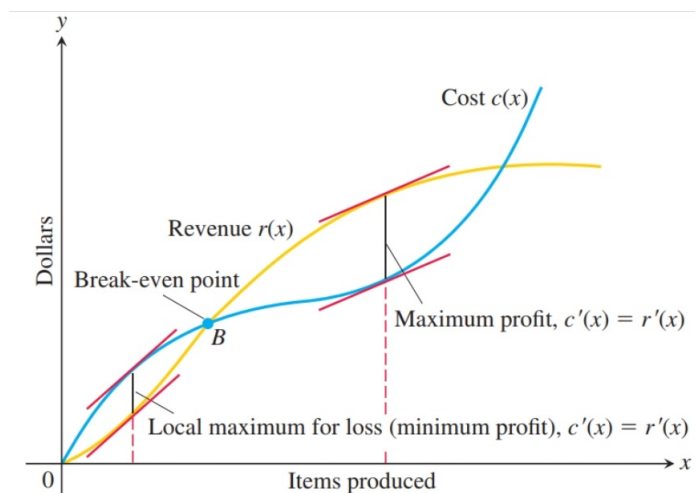 y
Cost c(x)
Revenue r(x)
Dollars
Break-even point
B
Maximum profit, c′(x) = r′(x)
Local maximum for loss (minimum profit), c′(x) = r′(x)
x
0
Items produced